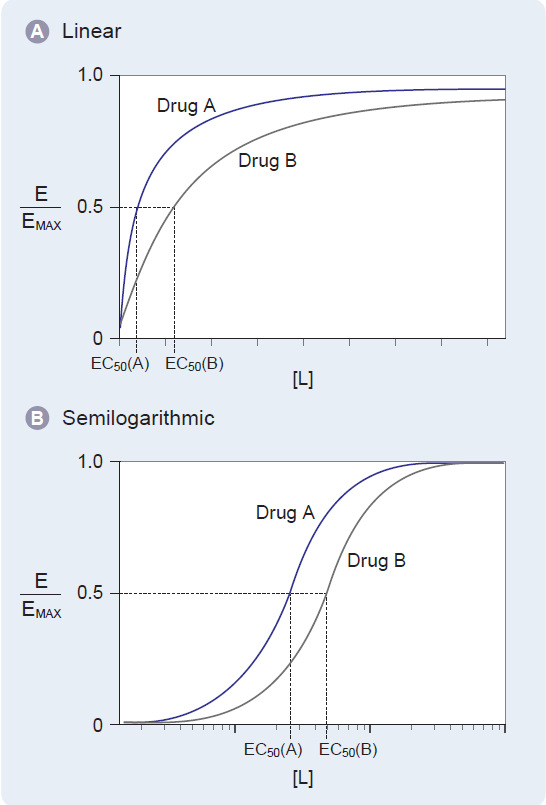 A Linear
1.0
Drug A
Drug B
E
EMAX
0.5
0
EC50(A) EC50(B)
[L]
B Semilogarithmic
1.0
Drug A
Drug B
E
EMAX
0.5
0
EC50(A) EC50(B)
[L]